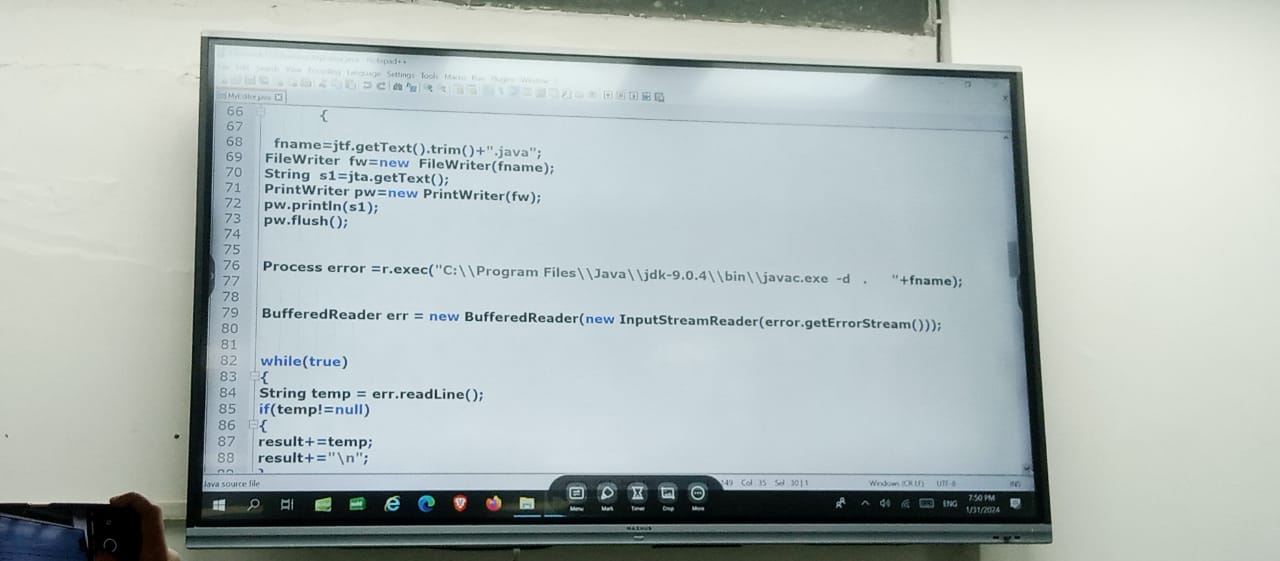 Notepad++
Search View Encoding Language Settings Tools Macro Run Plugins Window
MyEditor.java
66 {
67
68 fname=jtf.getText().trim()+".java";
69 FileWriter fw=new FileWriter(fname);
70 String s1=jta.getText();
71 PrintWriter pw=new PrintWriter(fw);
72 pw.println(s1);
73 pw.flush();
74
75
76 Process error =r.exec("C:\\Program Files\\Java\\jdk-9.0.4\\bin\\javac.exe -d . "+fname);
77
78
79 BufferedReader err = new BufferedReader(new InputStreamReader(error.getErrorStream()));
80
81
82 while(true)
83 {
84 String temp = err.readLine();
85 if(temp!=null)
86 {
87 result+=temp;
88 result+="\n";
Java source file
Col : 35 Sel : 30|1 Windows (CR LF) UTF-8 INS
Menu Mark Timer Crop More
ENG 7:50 PM
1/31/2024
MAXHUB